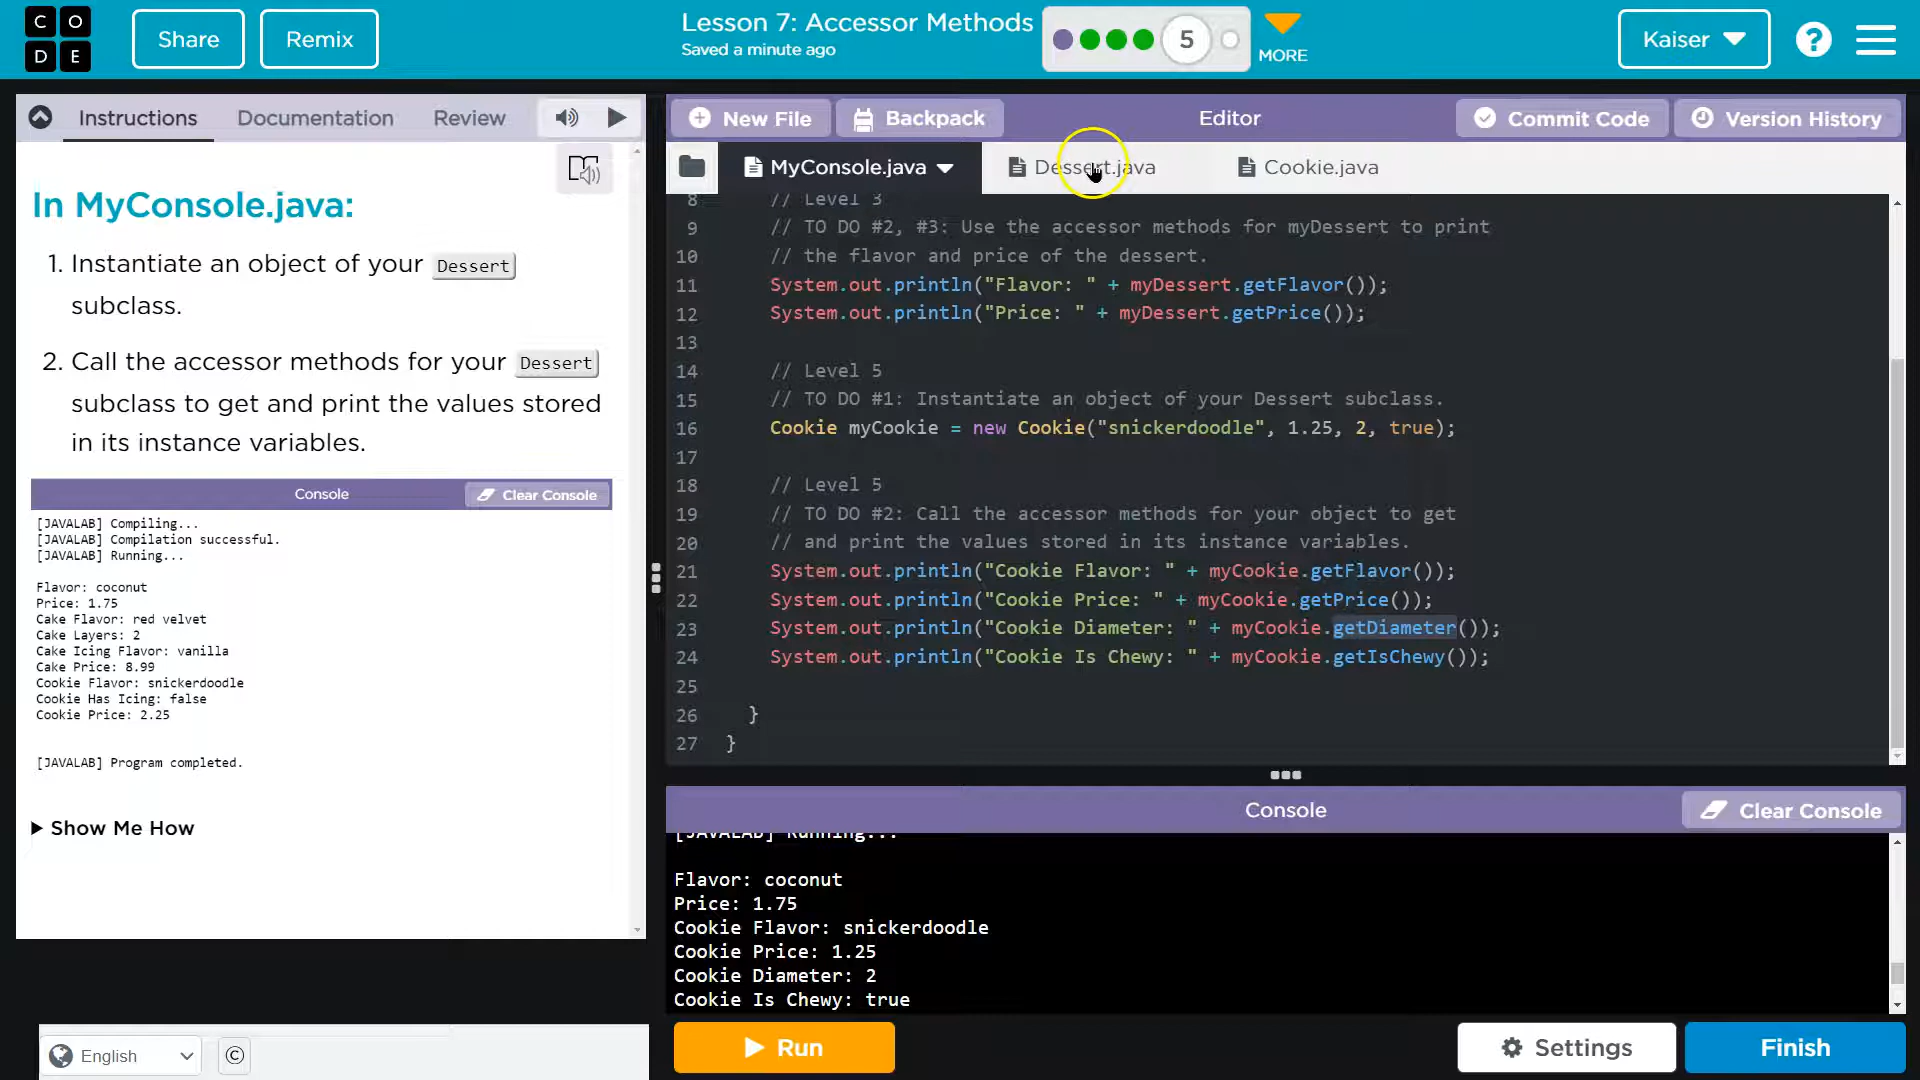 C O
D E
Share
Remix
Lesson 7: Accessor Methods
Saved a minute ago
5
MORE
Kaiser
?
Instructions
Documentation
Review
In MyConsole.java:
1. Instantiate an object of your Dessert
subclass.
2. Call the accessor methods for your Dessert
subclass to get and print the values stored
in its instance variables.
Console
Clear Console
[JAVALAB] Compiling...
[JAVALAB] Compilation successful.
[JAVALAB] Running...
Flavor: coconut
Price: 1.75
Cake Flavor: red velvet
Cake Layers: 2
Cake Icing Flavor: vanilla
Cake Price: 8.99
Cookie Flavor: snickerdoodle
Cookie Has Icing: false
Cookie Price: 2.25
[JAVALAB] Program completed.
Show Me How
English
©
New File
Backpack
Editor
Commit Code
Version History
MyConsole.java
Dessert.java
Cookie.java
8 // Level 3
9 // TO DO #2, #3: Use the accessor methods for myDessert to print
10 // the flavor and price of the dessert.
11 System.out.println("Flavor: " + myDessert.getFlavor());
12 System.out.println("Price: " + myDessert.getPrice());
13
14 // Level 5
15 // TO DO #1: Instantiate an object of your Dessert subclass.
16 Cookie myCookie = new Cookie("snickerdoodle", 1.25, 2, true);
17
18 // Level 5
19 // TO DO #2: Call the accessor methods for your object to get
20 // and print the values stored in its instance variables.
21 System.out.println("Cookie Flavor: " + myCookie.getFlavor());
22 System.out.println("Cookie Price: " + myCookie.getPrice());
23 System.out.println("Cookie Diameter: " + myCookie.getDiameter());
24 System.out.println("Cookie Is Chewy: " + myCookie.getIsChewy());
25
26 }
27 }
Console
Clear Console
[JAVALAB] Running...
Flavor: coconut
Price: 1.75
Cookie Flavor: snickerdoodle
Cookie Price: 1.25
Cookie Diameter: 2
Cookie Is Chewy: true
Run
Settings
Finish